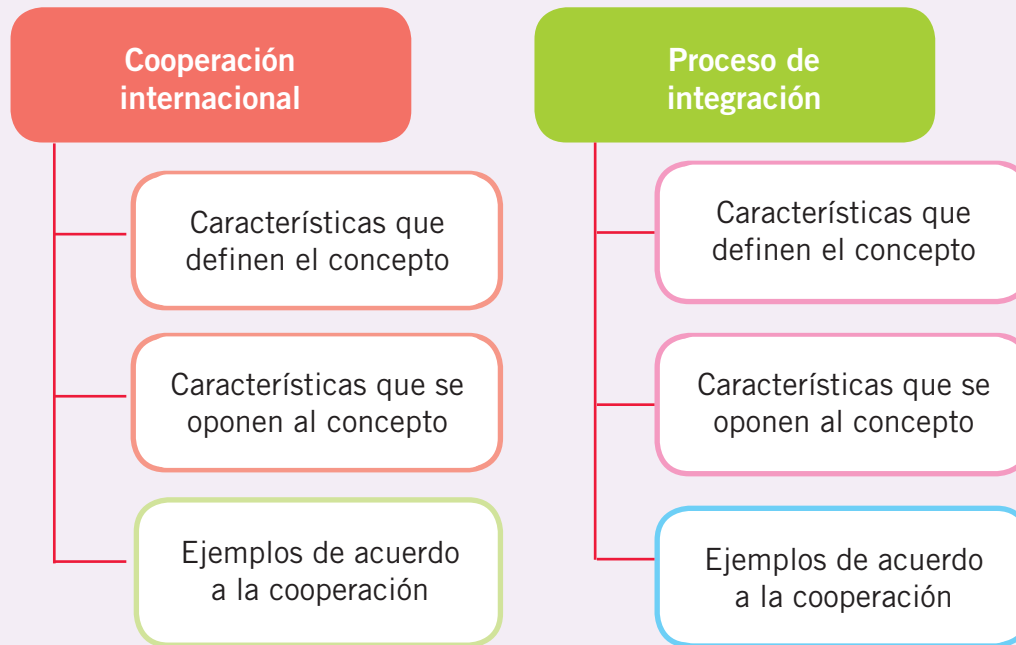 Cooperación
internacional
Características que
definen el concepto
Características que se
oponen al concepto
Ejemplos de acuerdo
a la cooperación
Proceso de
integración
Características que
definen el concepto
Características que se
oponen al concepto
Ejemplos de acuerdo
a la cooperación